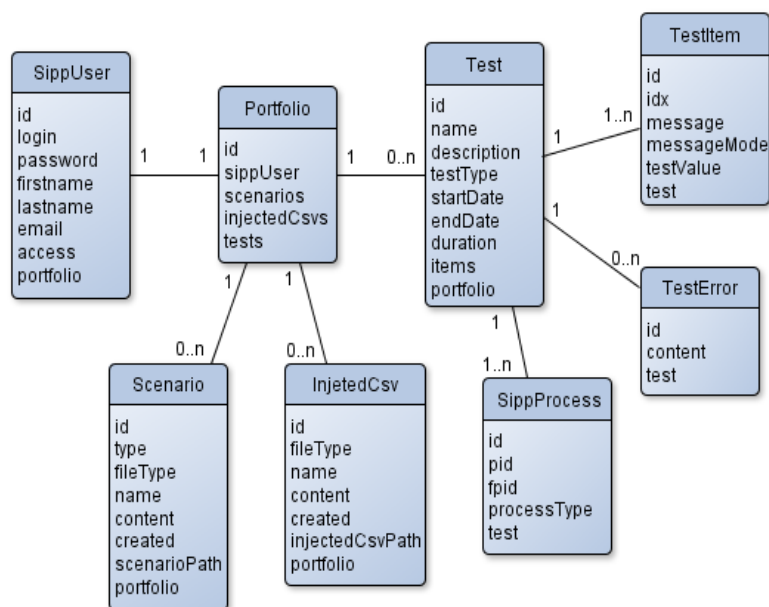 SippUser
id
login
password
firstname
lastname
email
access
portfolio
1
1
Portfolio
id
sippUser
scenarios
injectedCsvs
tests
1
0..n
Test
id
name
description
testType
startDate
endDate
duration
items
portfolio
1
1..n
TestItem
id
idx
message
messageMode
testValue
test
1
0..n
TestError
id
content
test
1
1..n
SippProcess
id
pid
fpid
processType
test
1
0..n
Scenario
id
type
fileType
name
content
created
scenarioPath
portfolio
1
0..n
InjetedCsv
id
fileType
name
content
created
injectedCsvPath
portfolio